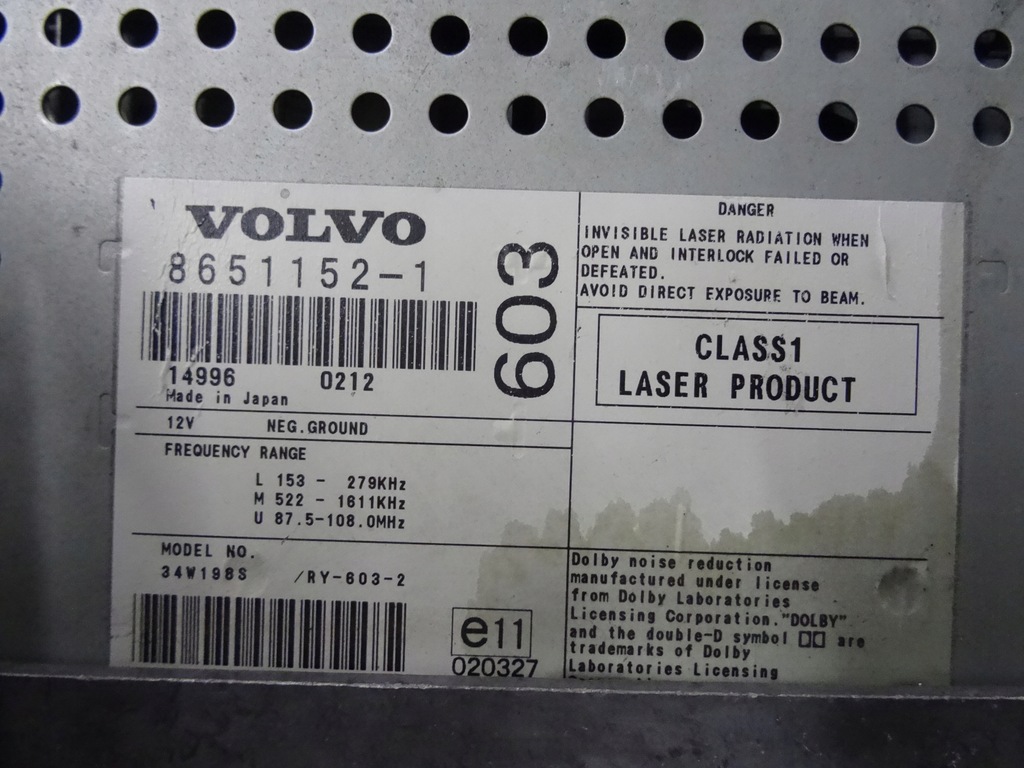 VOLVO
8651152-1
603
14996 0212
Made in Japan
12V NEG.GROUND
FREQUENCY RANGE
L 153 - 279KHz
M 522 - 1611KHz
U 87.5-108.0MHz
MODEL NO.
34W198S /RY-603-2
e11
020327
DANGER
INVISIBLE LASER RADIATION WHEN
OPEN AND INTERLOCK FAILED OR
DEFEATED.
AVOID DIRECT EXPOSURE TO BEAM.
CLASS1
LASER PRODUCT
Dolby noise reduction
manufactured under license
from Dolby Laboratories
Licensing Corporation."DOLBY"
and the double-D symbol are
trademarks of Dolby
Laboratories Licensing